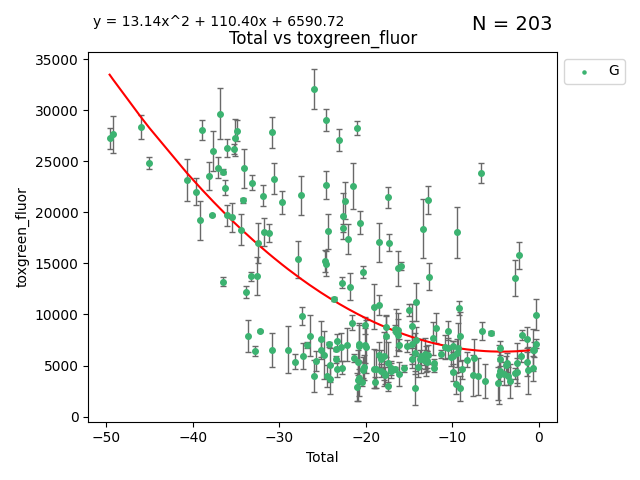 y = 13.14x^2 + 110.40x + 6590.72
N = 203
Total vs toxgreen_fluor
G
35000
30000
25000
20000
15000
10000
5000
0
toxgreen_fluor
−50 −40 −30 −20 −10 0
Total